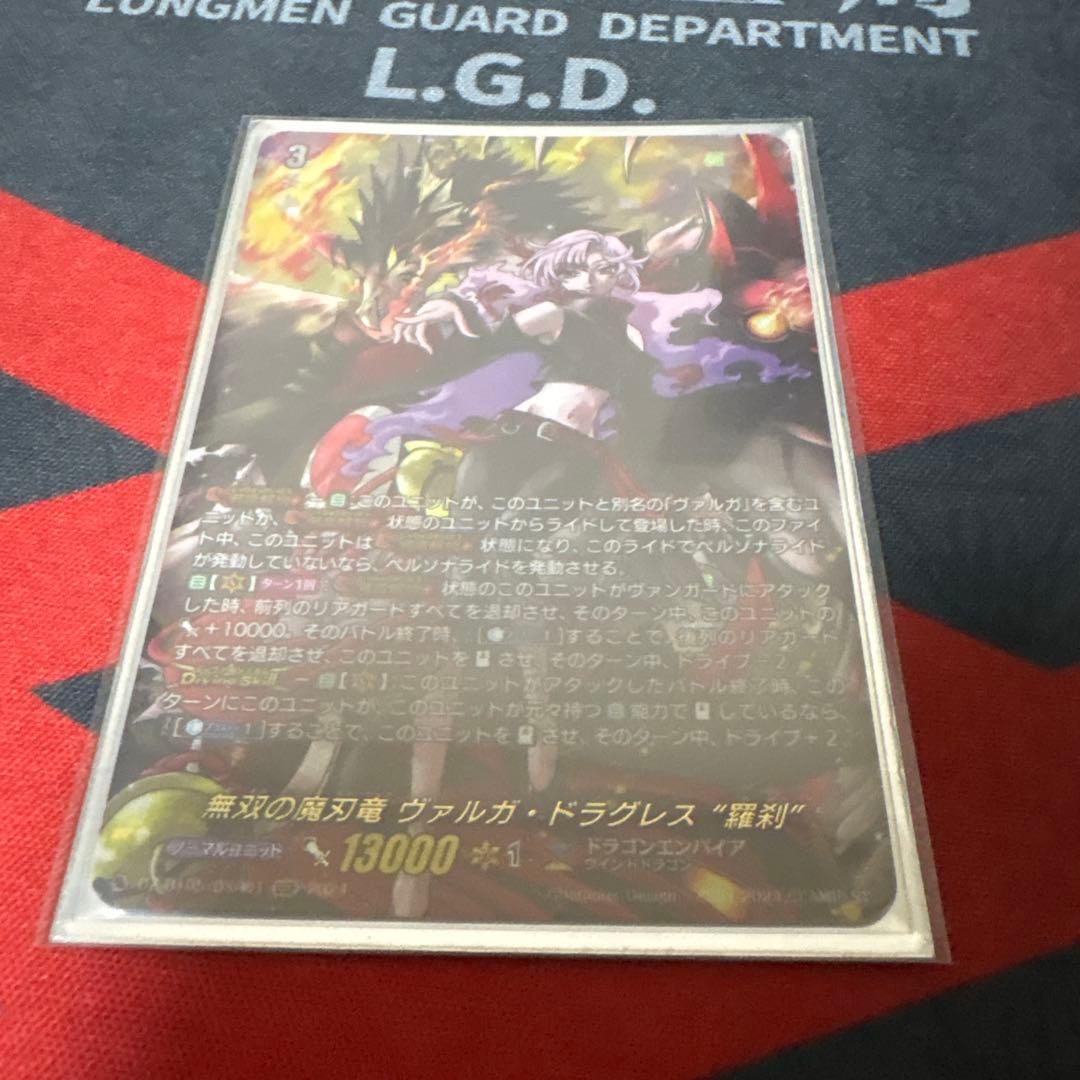 LONGMEN GUARD DEPARTMENT
L.G.D.
3
このユニットが、このユニットと別名の「ヴァルガ」を含むユ
ニットか、 状態のユニットからライドして登場した時、このファイ
ト中、このユニットは 状態になり、このライドでペルソナライド
が発動していないなら、ペルソナライドを発動させる。
自【】ターン1回 状態のこのユニットがヴァンガードにアタック
した時、前列のリアガードすべてを退却させ、そのターン中、このユニットの
+10000。そのバトル終了時、[1]することで、後列のリアガード
すべてを退却させ、このユニットを させ、そのターン中、ドライブ-2
Divine Skill - 自【】:このユニットがアタックしたバトル終了時、この
ターンにこのユニットが、このユニットが元々持つ自能力で しているなら、
[1]することで、このユニットを させ、そのターン中、ドライブ+2
無双の魔刃竜 ヴァルガ・ドラグレス “羅刹”
ノーマルユニット 13000 1 ドラゴンエンパイア
ウインドドラゴン